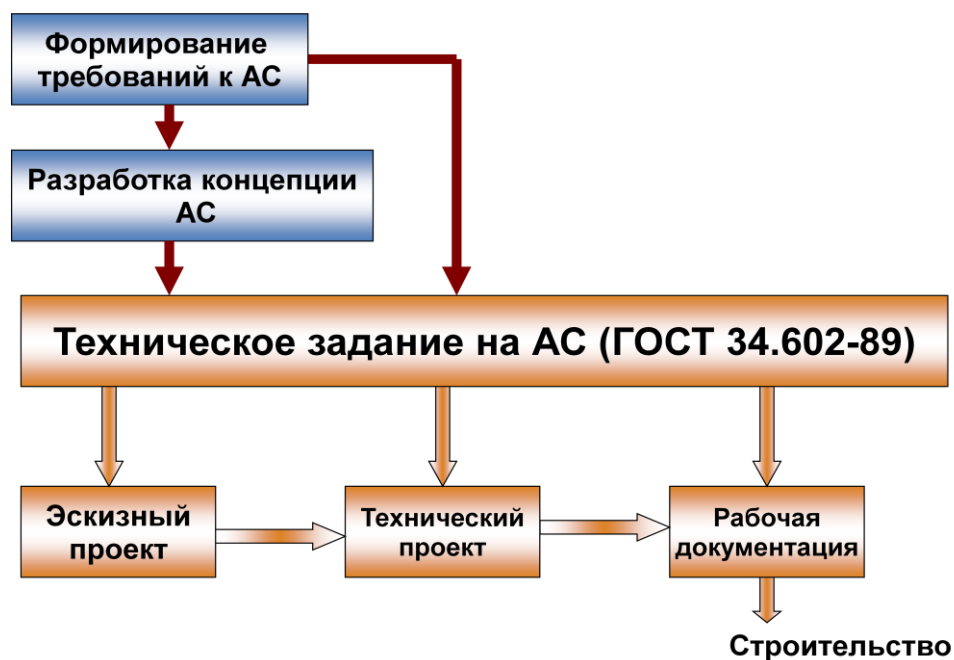 Формирование
требований к АС
Разработка концепции
АС
Техническое задание на АС (ГОСТ 34.602-89)
Эскизный
проект
Технический
проект
Рабочая
документация
Строительство